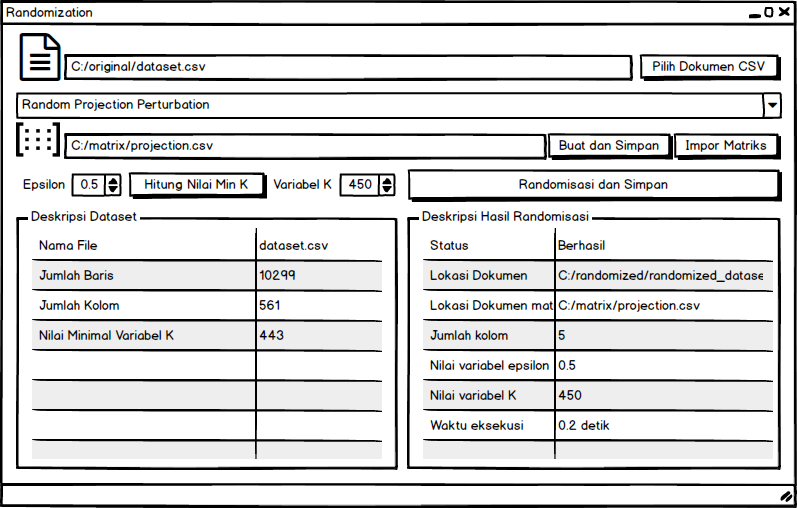 Randomization
C:/original/dataset.csv
Pilih Dokumen CSV
Random Projection Perturbation
C:/matrix/projection.csv
Buat dan Simpan
Impor Matriks
Epsilon
0.5
Hitung Nilai Min K
Variabel K
450
Randomisasi dan Simpan
Deskripsi Dataset
Nama File dataset.csv
Jumlah Baris 10299
Jumlah Kolom 561
Nilai Minimal Variabel K 443
Deskripsi Hasil Randomisasi
Status Berhasil
Lokasi Dokumen C:/randomized/randomized_datase
Lokasi Dokumen mat C:/matrix/projection.csv
Jumlah kolom 5
Nilai variabel epsilon 0.5
Nilai variabel K 450
Waktu eksekusi 0.2 detik